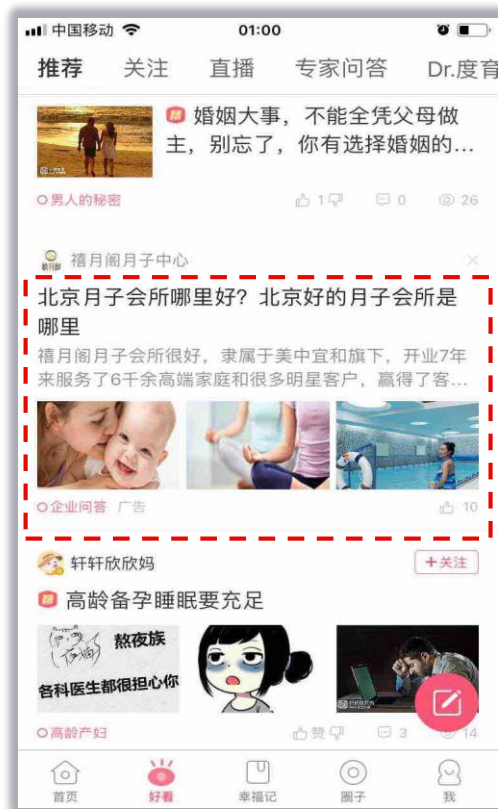 中国移动 01:00
推荐 关注 直播 专家问答 Dr.度育
婚姻大事，不能全凭父母做
主，别忘了，你有选择婚姻的...
男人的秘密 1 0 26
禧月阁月子中心
北京月子会所哪里好？北京好的月子会所是
哪里
禧月阁月子会所很好，隶属于美中宜和旗下，开业7年
来服务了6千余高端家庭和很多明星客户，赢得了客...
企业问答 广告 10
轩轩欣欣妈 +关注
高龄备孕睡眠要充足
熬夜族
各科医生都很担心你
高龄产妇 赞 3 14
首页 好看 幸福记 圈子 我